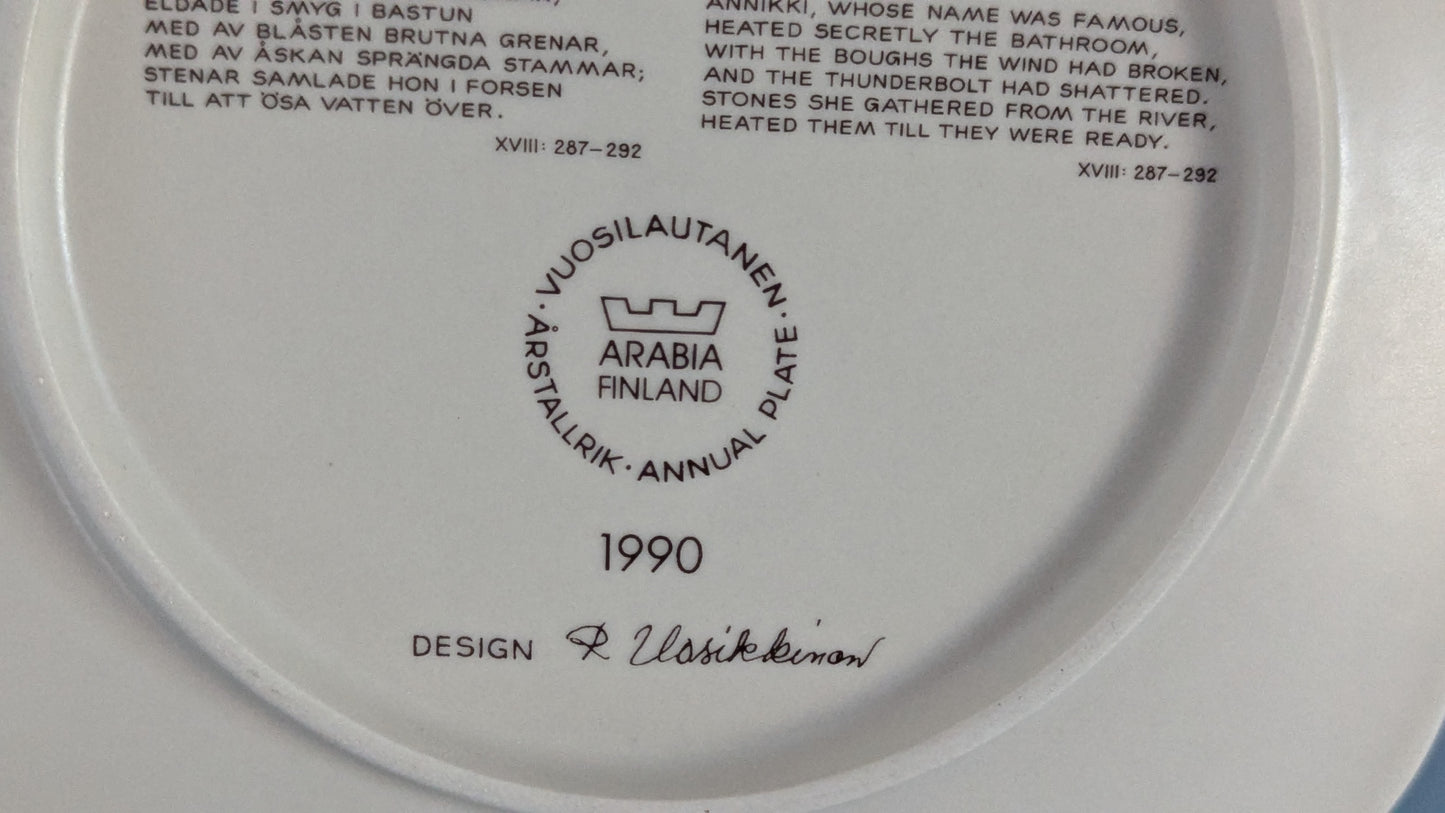 ELDADE I SMYG I BASTUN
MED AV BLÅSTEN BRUTNA GRENAR,
MED AV ÅSKAN SPRÄNGDA STAMMAR;
STENAR SAMLADE HON I FORSEN
TILL ATT ÖSA VATTEN ÖVER.
XVIII: 287–292
ANNIKKI, WHOSE NAME WAS FAMOUS,
HEATED SECRETLY THE BATHROOM,
WITH THE BOUGHS THE WIND HAD BROKEN,
AND THE THUNDERBOLT HAD SHATTERED.
STONES SHE GATHERED FROM THE RIVER,
HEATED THEM TILL THEY WERE READY.
XVIII: 287–292
· VUOSILAUTANEN · ANNUAL PLATE · ÅRSTALLRIK
ARABIA
FINLAND
1990
DESIGN R Uosikkinen